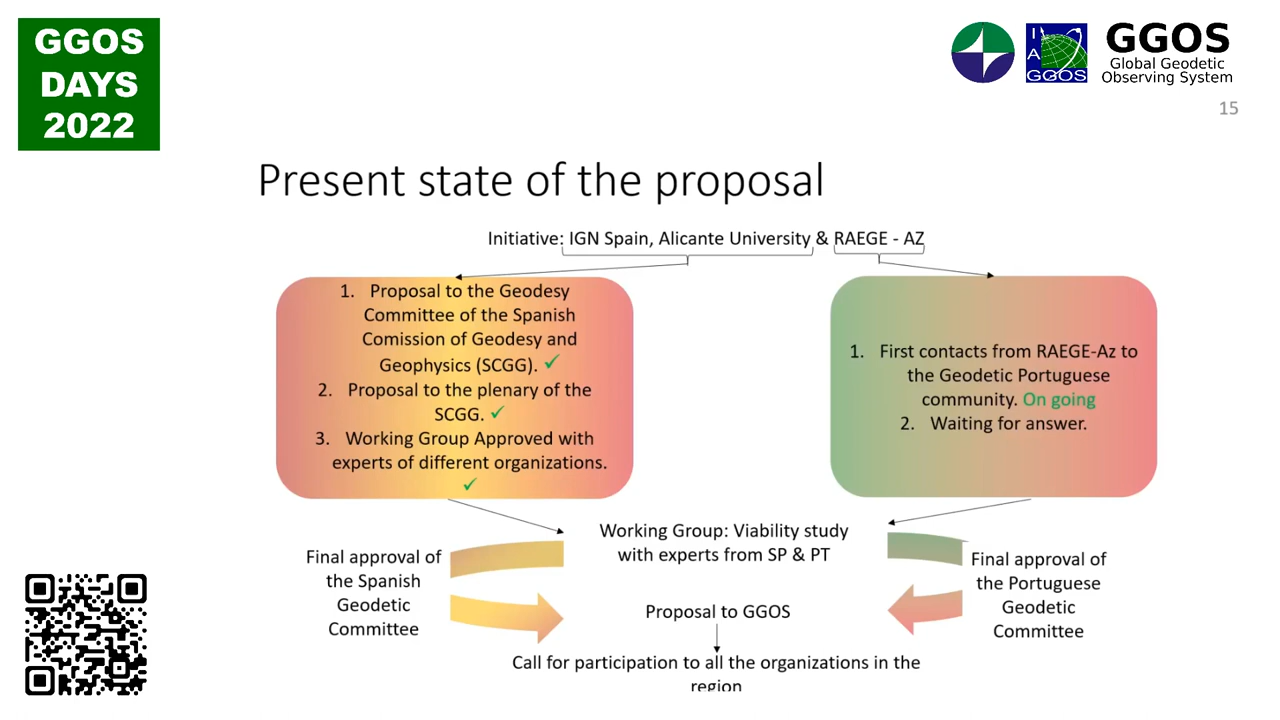 GGOS
DAYS
2022
I
A
GGOS
GGOS
Global Geodetic
Observing System
15
Present state of the proposal
Initiative: IGN Spain, Alicante University & RAEGE - AZ
1. Proposal to the Geodesy
Committee of the Spanish
Comission of Geodesy and
Geophysics (SCGG). ✓
2. Proposal to the plenary of the
SCGG. ✓
3. Working Group Approved with
experts of different organizations.
✓
1. First contacts from RAEGE-Az to
the Geodetic Portuguese
community. On going
2. Waiting for answer.
Working Group: Viability study
with experts from SP & PT
Final approval of
the Spanish
Geodetic
Committee
Final approval of
the Portuguese
Geodetic
Committee
Proposal to GGOS
Call for participation to all the organizations in the
region